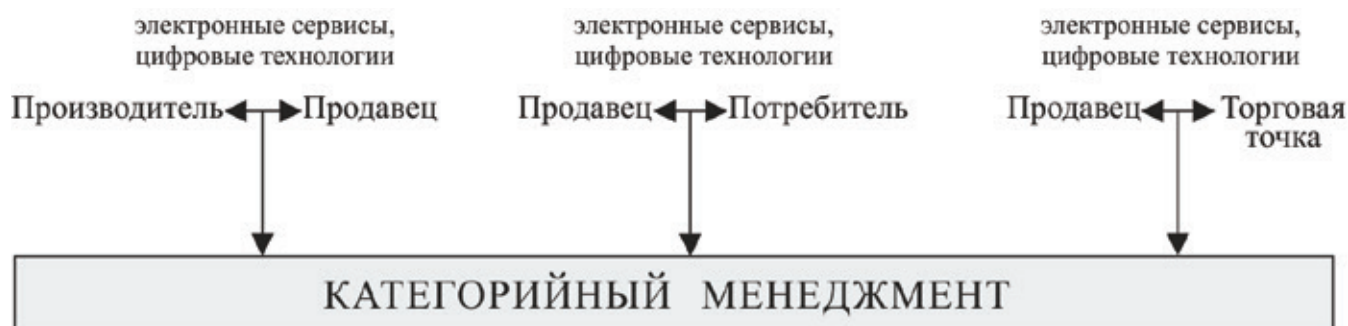 электронные сервисы,
цифровые технологии
Производитель Продавец
электронные сервисы,
цифровые технологии
Продавец Потребитель
электронные сервисы,
цифровые технологии
Продавец Торговая
точка
КАТЕГОРИЙНЫЙ МЕНЕДЖМЕНТ